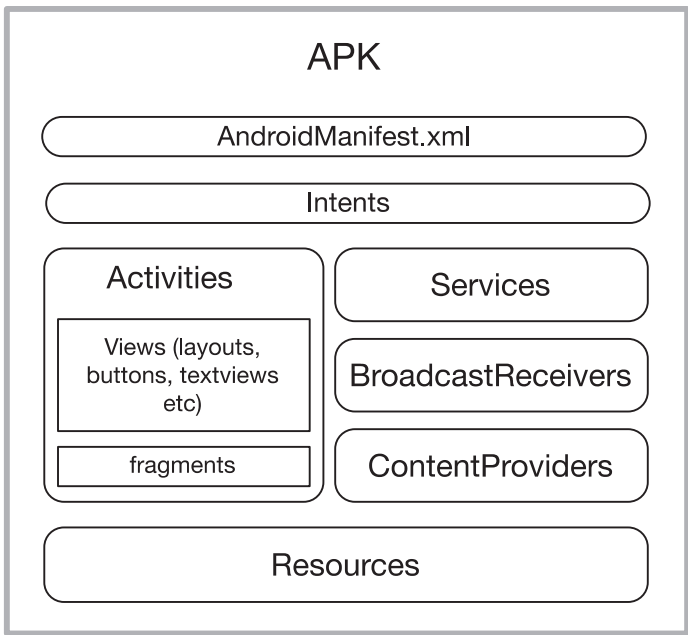 APK
AndroidManifest.xml
Intents
Activities
Views (layouts,
buttons, textviews
etc)
fragments
Services
BroadcastReceivers
ContentProviders
Resources